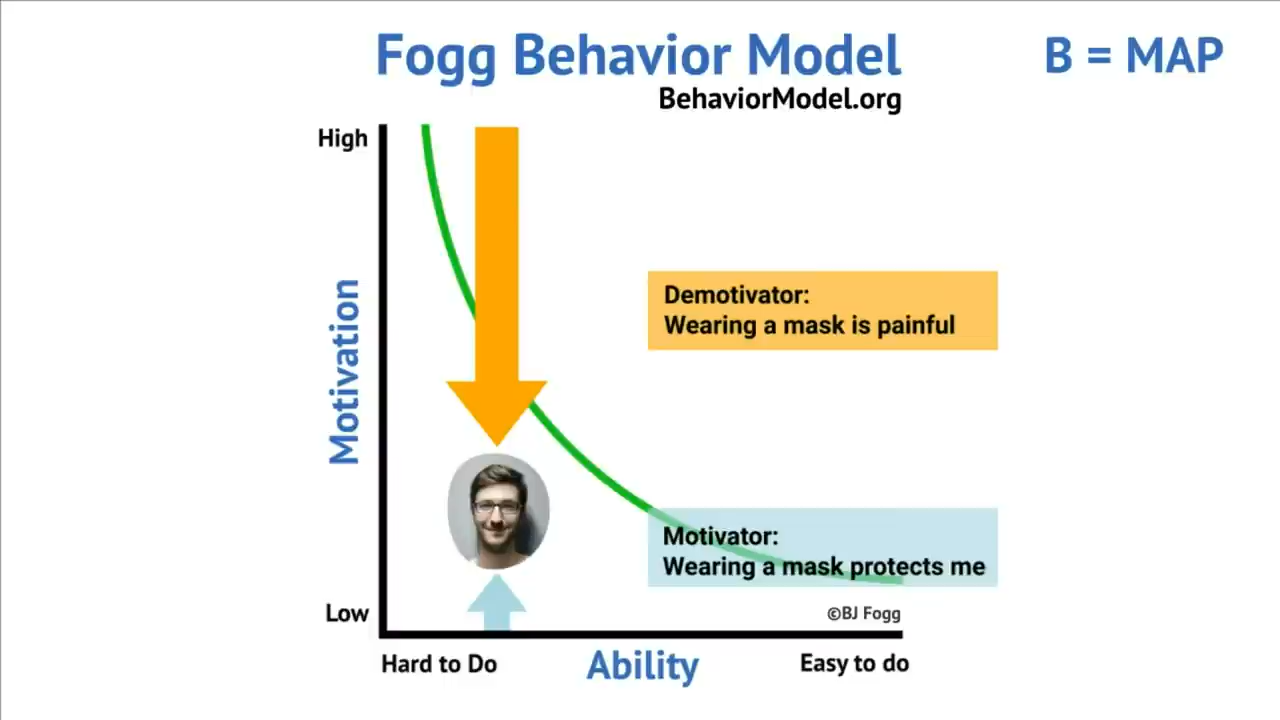 Fogg Behavior Model
B = MAP
BehaviorModel.org
High
Motivation
Demotivator:
Wearing a mask is painful
Motivator:
Wearing a mask protects me
Low
©BJ Fogg
Hard to Do
Ability
Easy to do